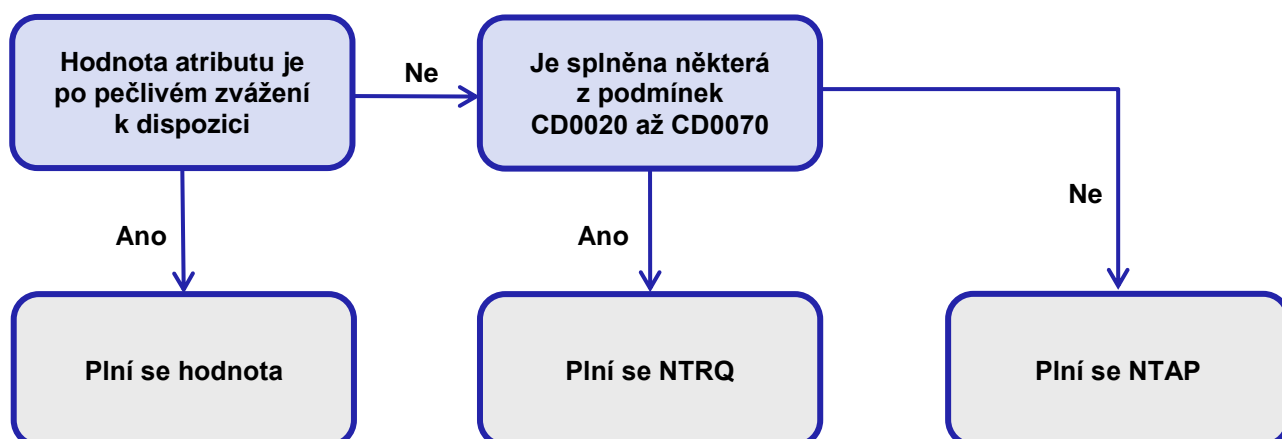 Hodnota atributu je
po pečlivém zvážení
k dispozici
Ne
Je splněna některá
z podmínek
CD0020 až CD0070
Ne
Ano
Ano
Plní se hodnota
Plní se NTRQ
Plní se NTAP